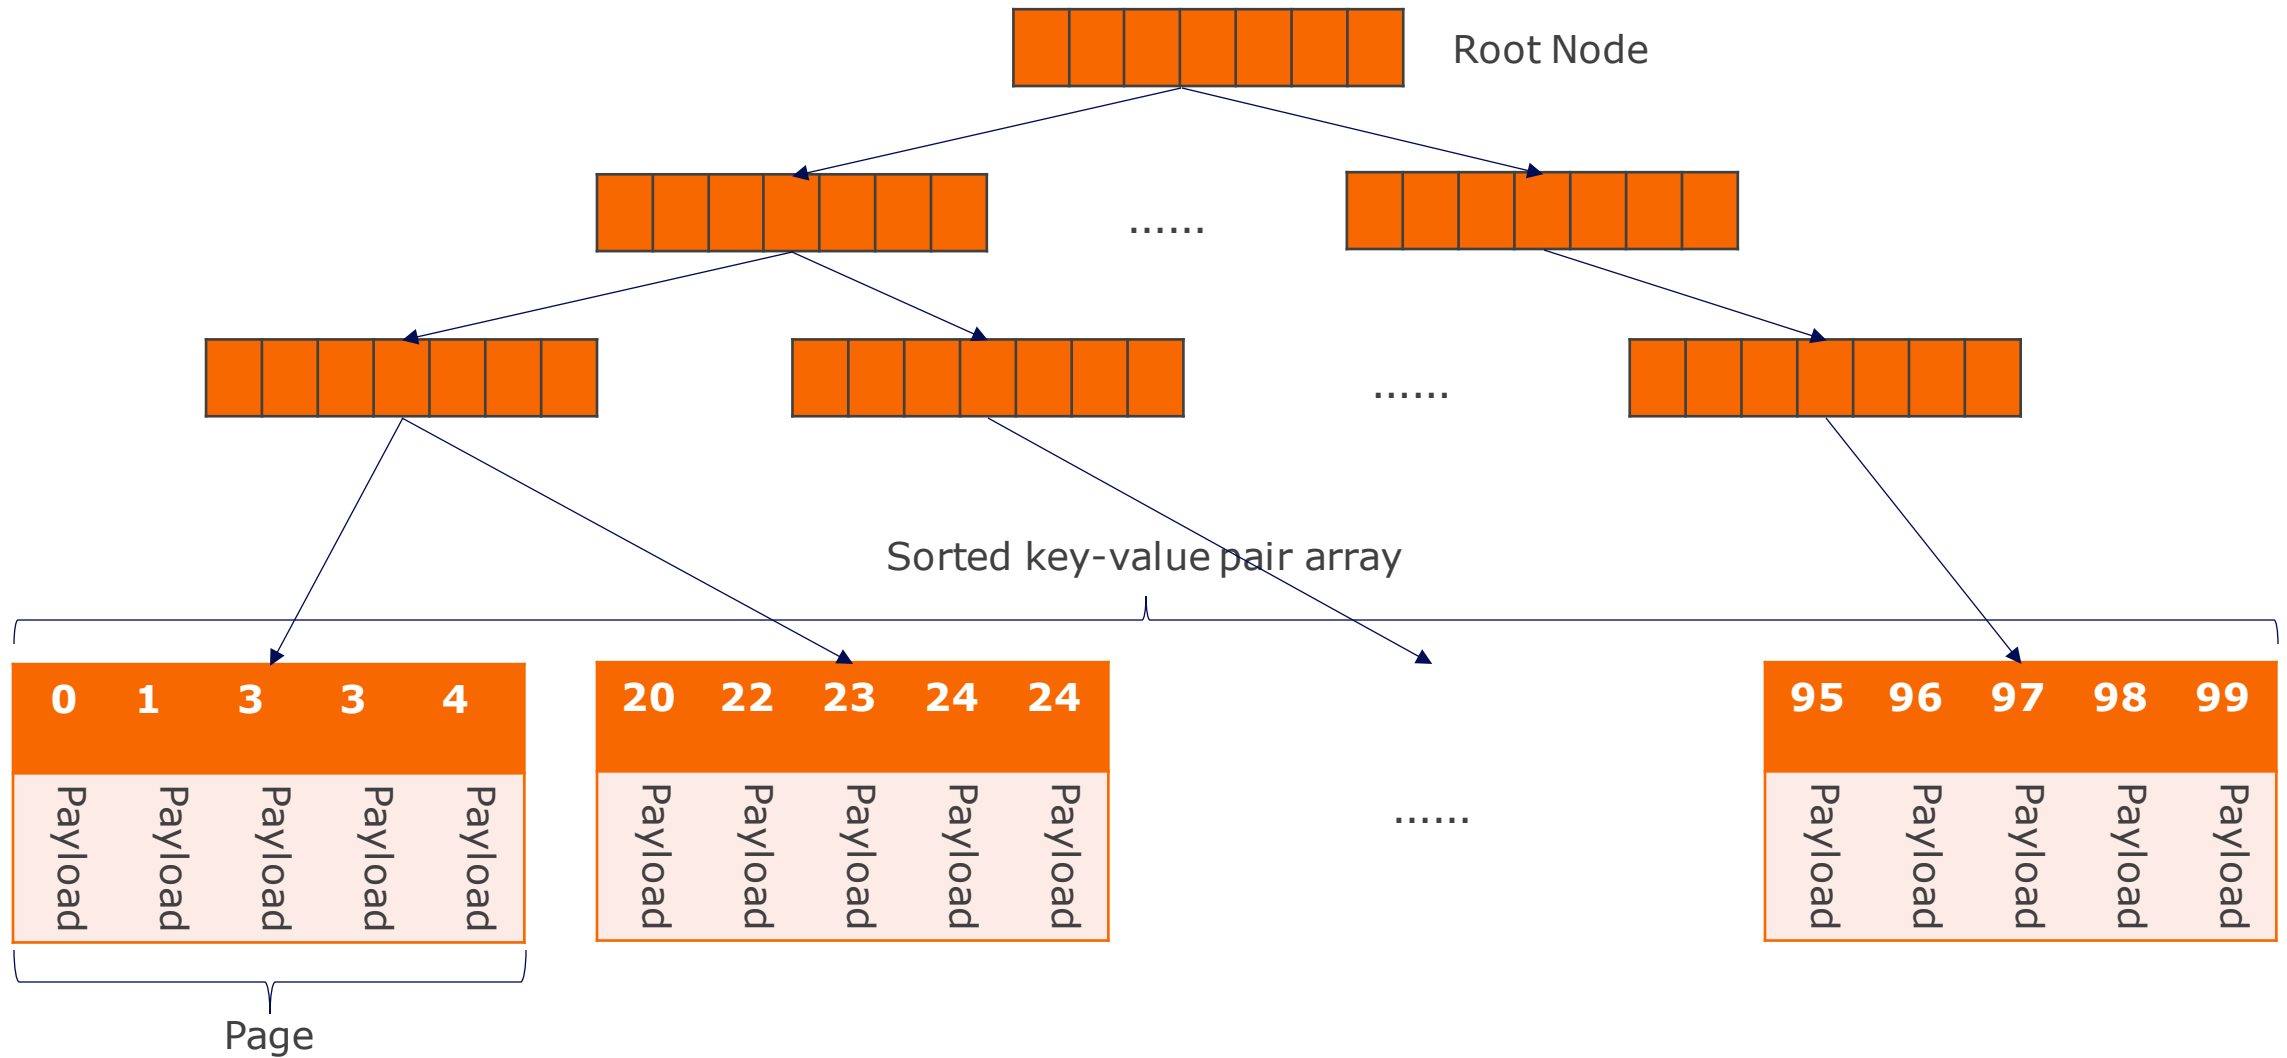 Root Node
......
......
Sorted key-value pair array
0 1 3 3 4
20 22 23 24 24
95 96 97 98 99
Payload Payload Payload Payload Payload
Payload Payload Payload Payload Payload
......
Payload Payload Payload Payload Payload
Page